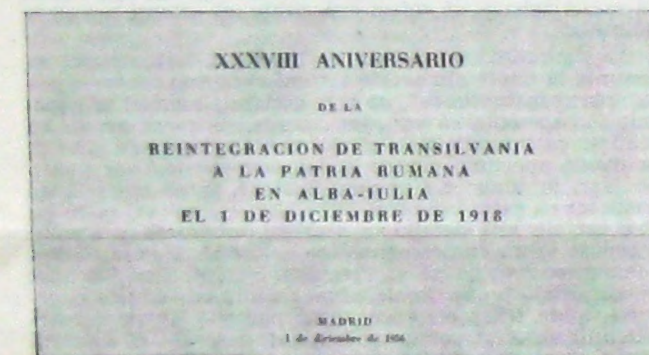 XXXVIII ANIVERSARIO
DE LA
REINTEGRACION DE TRANSILVANIA
A LA PATRIA RUMANA
EN ALBA-IULIA
EL 1 DE DICIEMBRE DE 1918
MADRID
1 de diciembre de 1956